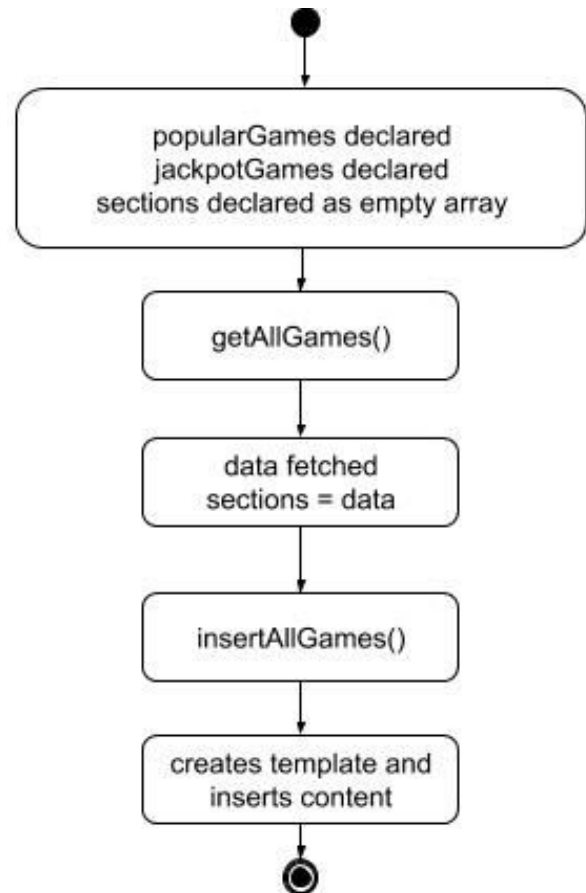 popularGames declared
jackpotGames declared
sections declared as empty array
getAllGames()
data fetched
sections = data
insertAllGames()
creates template and
inserts content